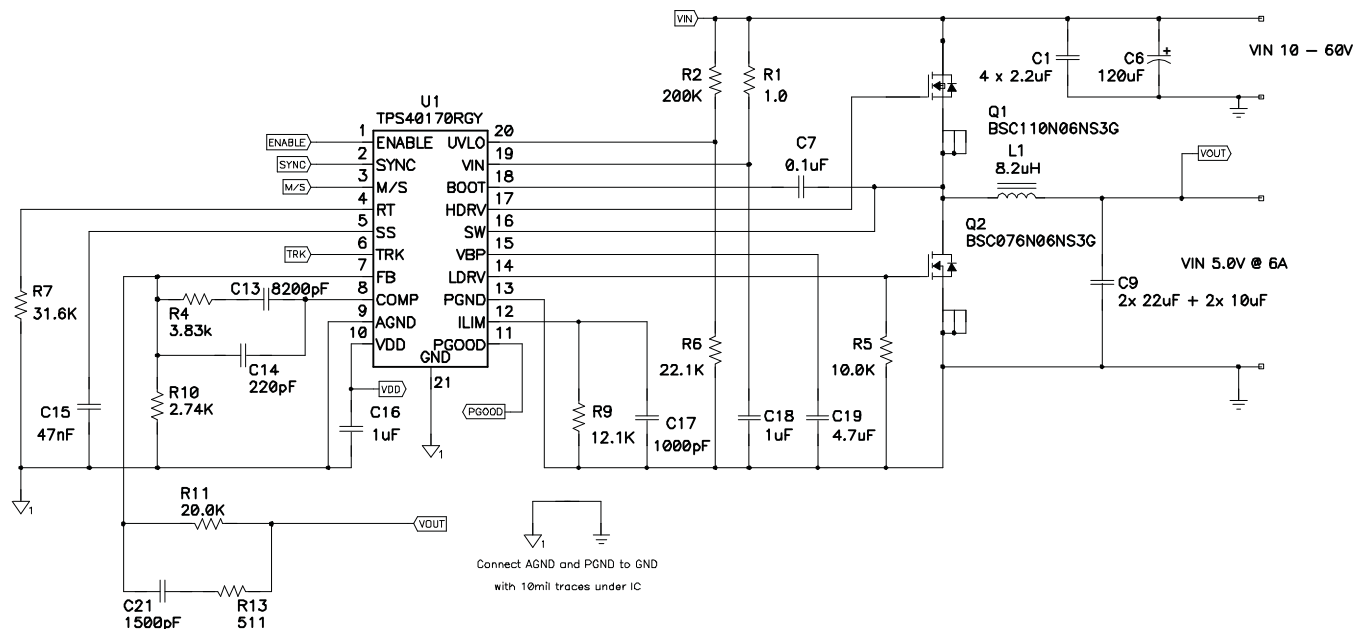 VIN
VIN 10 – 60V
C1
4 x 2.2uF
C6
+
120uF
R2
200K
R1
1.0
Q1
BSC110N06NS3G
L1
8.2uH
VOUT
C7
0.1uF
U1
TPS40170RGY
ENABLE
1
ENABLE
UVLO
20
SYNC
2
SYNC
VIN
19
M/S
3
M/S
BOOT
18
4
RT
HDRV
17
5
SS
SW
16
TRK
6
TRK
VBP
15
7
FB
LDRV
14
8
COMP
PGND
13
9
AGND
ILIM
12
10
VDD
PGOOD
11
GND
21
Q2
BSC076N06NS3G
VIN 5.0V @ 6A
C9
2x 22uF + 2x 10uF
R7
31.6K
R4
3.83k
C13
8200pF
C14
220pF
R10
2.74K
C15
47nF
VDD
C16
1uF
PGOOD
R9
12.1K
C17
1000pF
R6
22.1K
C18
1uF
C19
4.7uF
R5
10.0K
1
1
R11
20.0K
VOUT
C21
1500pF
R13
511
1
Connect AGND and PGND to GND
with 10mil traces under IC